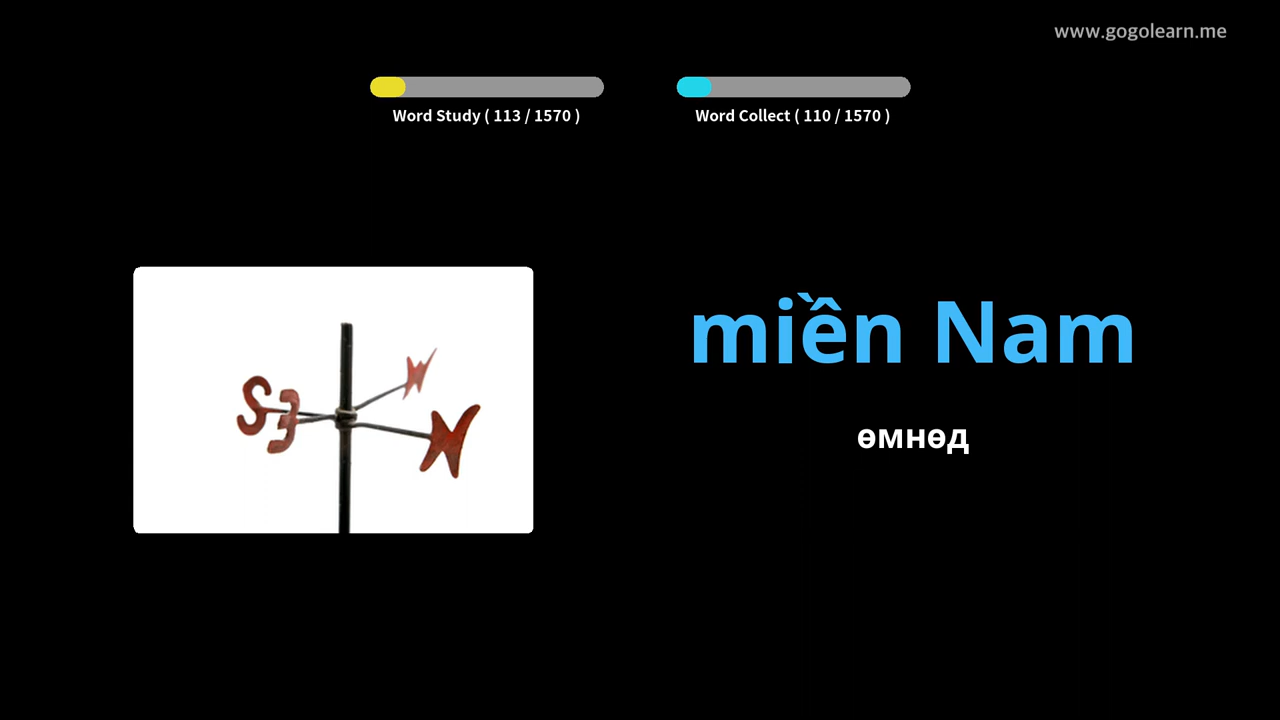 www.gogolearn.me
Word Study ( 113 / 1570 )
Word Collect ( 110 / 1570 )
S E N W
miền Nam
өмнөд